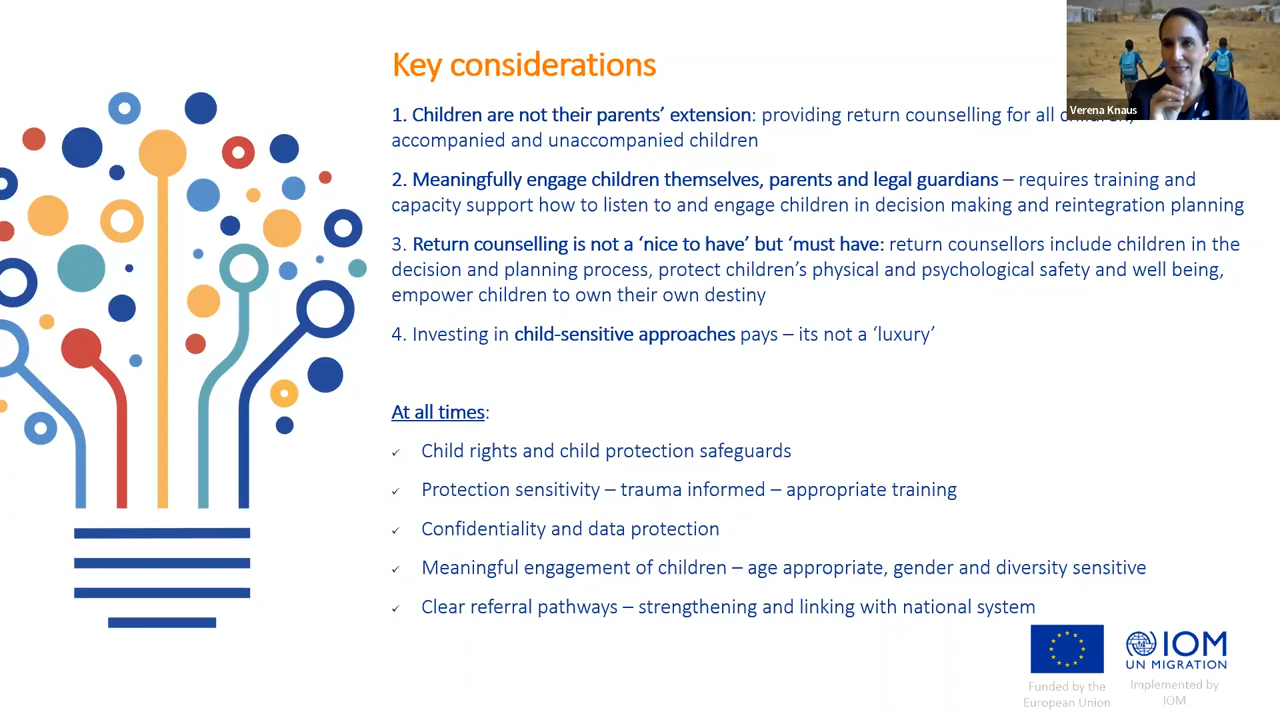 Key considerations
Verena Knaus
1. Children are not their parents’ extension: providing return counselling for all children,
accompanied and unaccompanied children
2. Meaningfully engage children themselves, parents and legal guardians – requires training and
capacity support how to listen to and engage children in decision making and reintegration planning
3. Return counselling is not a ‘nice to have’ but ‘must have: return counsellors include children in the
decision and planning process, protect children’s physical and psychological safety and well being,
empower children to own their own destiny
4. Investing in child-sensitive approaches pays – its not a ‘luxury’
At all times:
✓ Child rights and child protection safeguards
✓ Protection sensitivity – trauma informed – appropriate training
✓ Confidentiality and data protection
✓ Meaningful engagement of children – age appropriate, gender and diversity sensitive
✓ Clear referral pathways – strengthening and linking with national system
IOM
UN MIGRATION
Funded by the
European Union
Implemented by
IOM